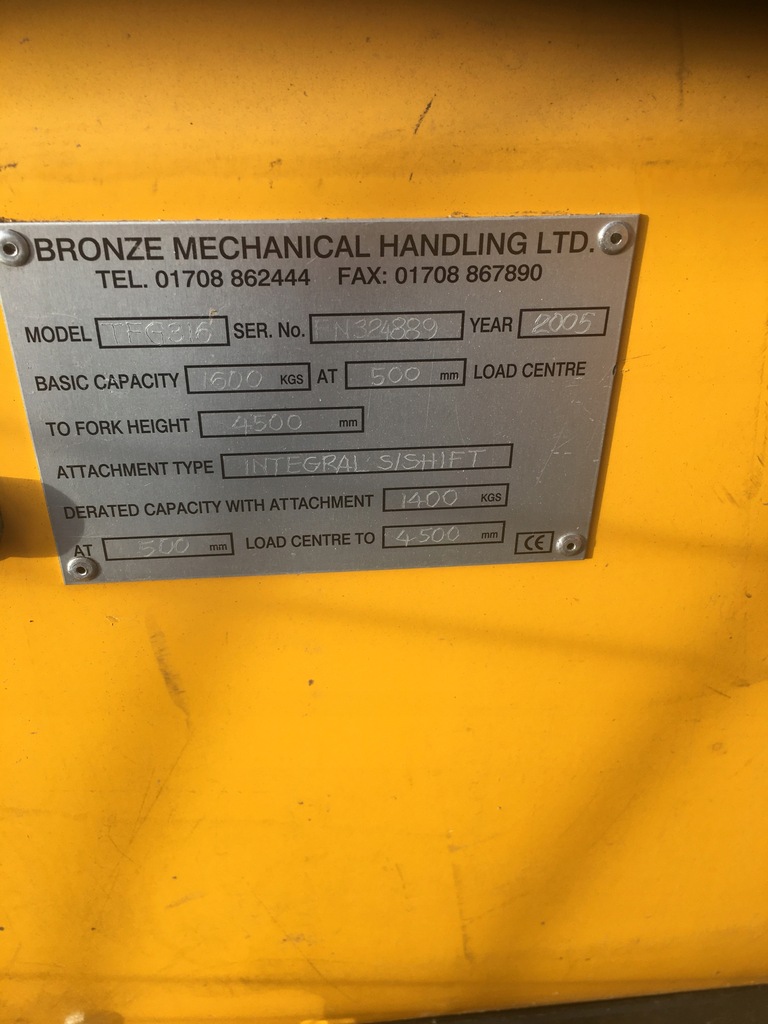 BRONZE MECHANICAL HANDLING LTD.
TEL. 01708 862444 FAX: 01708 867890
MODEL TFG316 SER. No. FN324889 YEAR 2005
BASIC CAPACITY 1600 KGS AT 500 mm LOAD CENTRE
TO FORK HEIGHT 4500 mm
ATTACHMENT TYPE INTEGRAL S/SHIFT
DERATED CAPACITY WITH ATTACHMENT 1400 KGS
AT 500 mm LOAD CENTRE TO 4500 mm CE